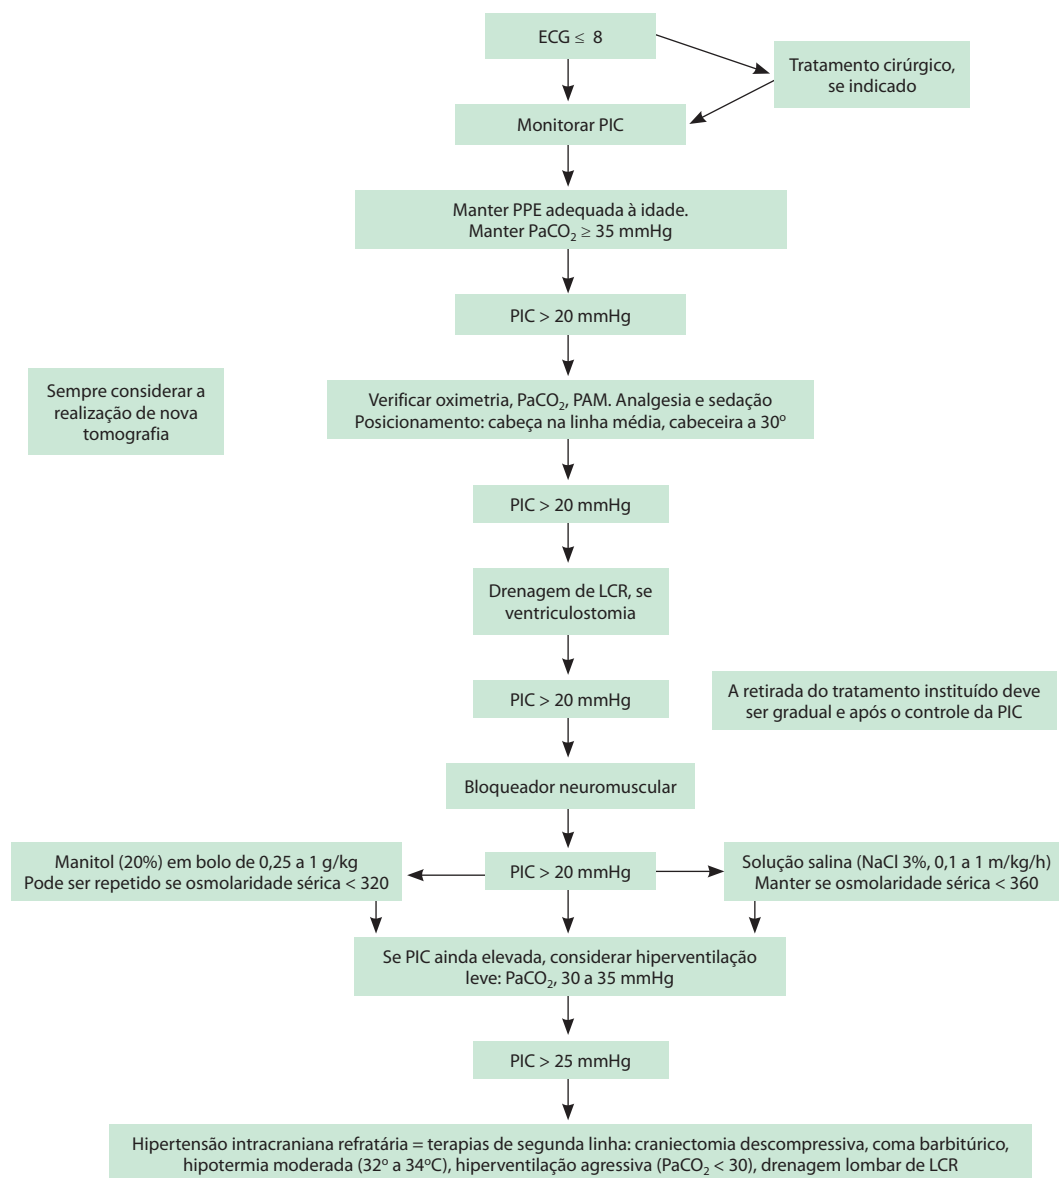 ECG ≤ 8
Tratamento cirúrgico,
se indicado
Monitorar PIC
Manter PPE adequada à idade.
Manter PaCO₂ ≥ 35 mmHg
PIC > 20 mmHg
Sempre considerar a
realização de nova
tomografia
Verificar oximetria, PaCO₂, PAM. Analgesia e sedação
Posicionamento: cabeça na linha média, cabeceira a 30º
PIC > 20 mmHg
Drenagem de LCR, se
ventriculostomia
PIC > 20 mmHg
A retirada do tratamento instituído deve
ser gradual e após o controle da PIC
Bloqueador neuromuscular
Manitol (20%) em bolo de 0,25 a 1 g/kg
Pode ser repetido se osmolaridade sérica < 320
PIC > 20 mmHg
Solução salina (NaCl 3%, 0,1 a 1 m/kg/h)
Manter se osmolaridade sérica < 360
Se PIC ainda elevada, considerar hiperventilação
leve: PaCO₂, 30 a 35 mmHg
PIC > 25 mmHg
Hipertensão intracraniana refratária = terapias de segunda linha: craniectomia descompressiva, coma barbitúrico,
hipotermia moderada (32º a 34ºC), hiperventilação agressiva (PaCO₂ < 30), drenagem lombar de LCR